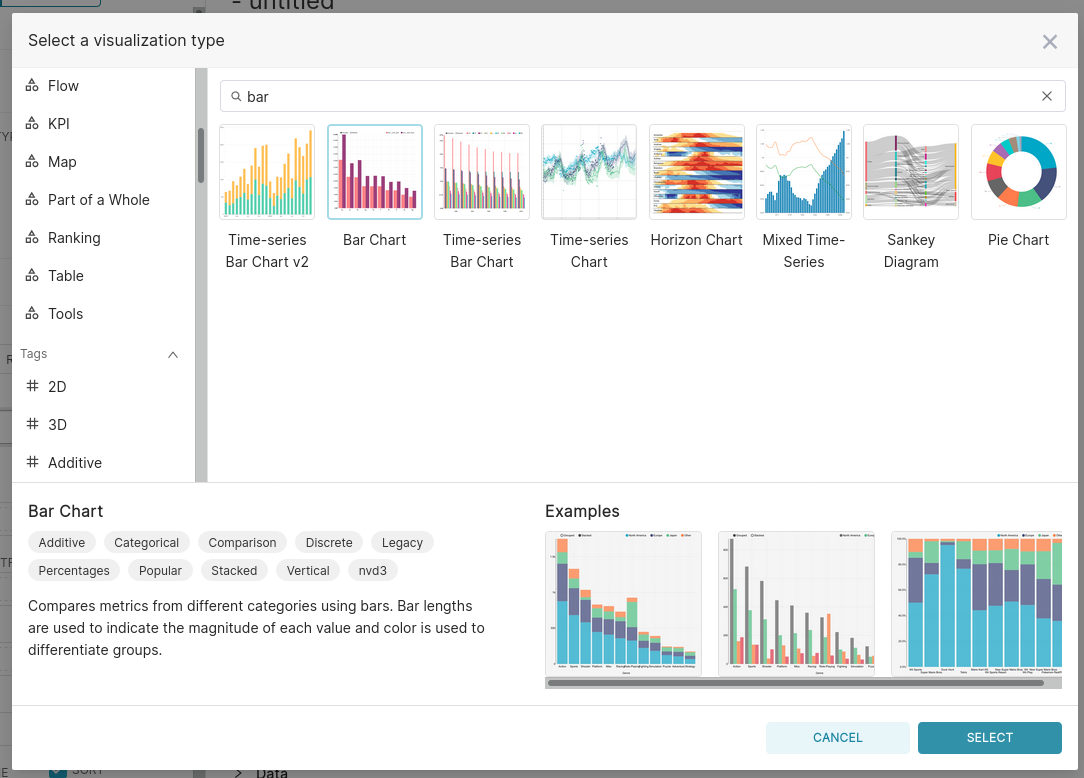 - untitled
Select a visualization type
Flow
KPI
Map
Part of a Whole
Ranking
Table
Tools
Tags
2D
3D
Additive
bar
Time-series
Bar Chart v2
Bar Chart
Time-series
Bar Chart
Time-series
Chart
Horizon Chart
Mixed Time-
Series
Sankey
Diagram
Pie Chart
Bar Chart
Additive
Categorical
Comparison
Discrete
Legacy
Percentages
Popular
Stacked
Vertical
nvd3
Compares metrics from different categories using bars. Bar lengths
are used to indicate the magnitude of each value and color is used to
differentiate groups.
Examples
CANCEL
SELECT
SORT
Data